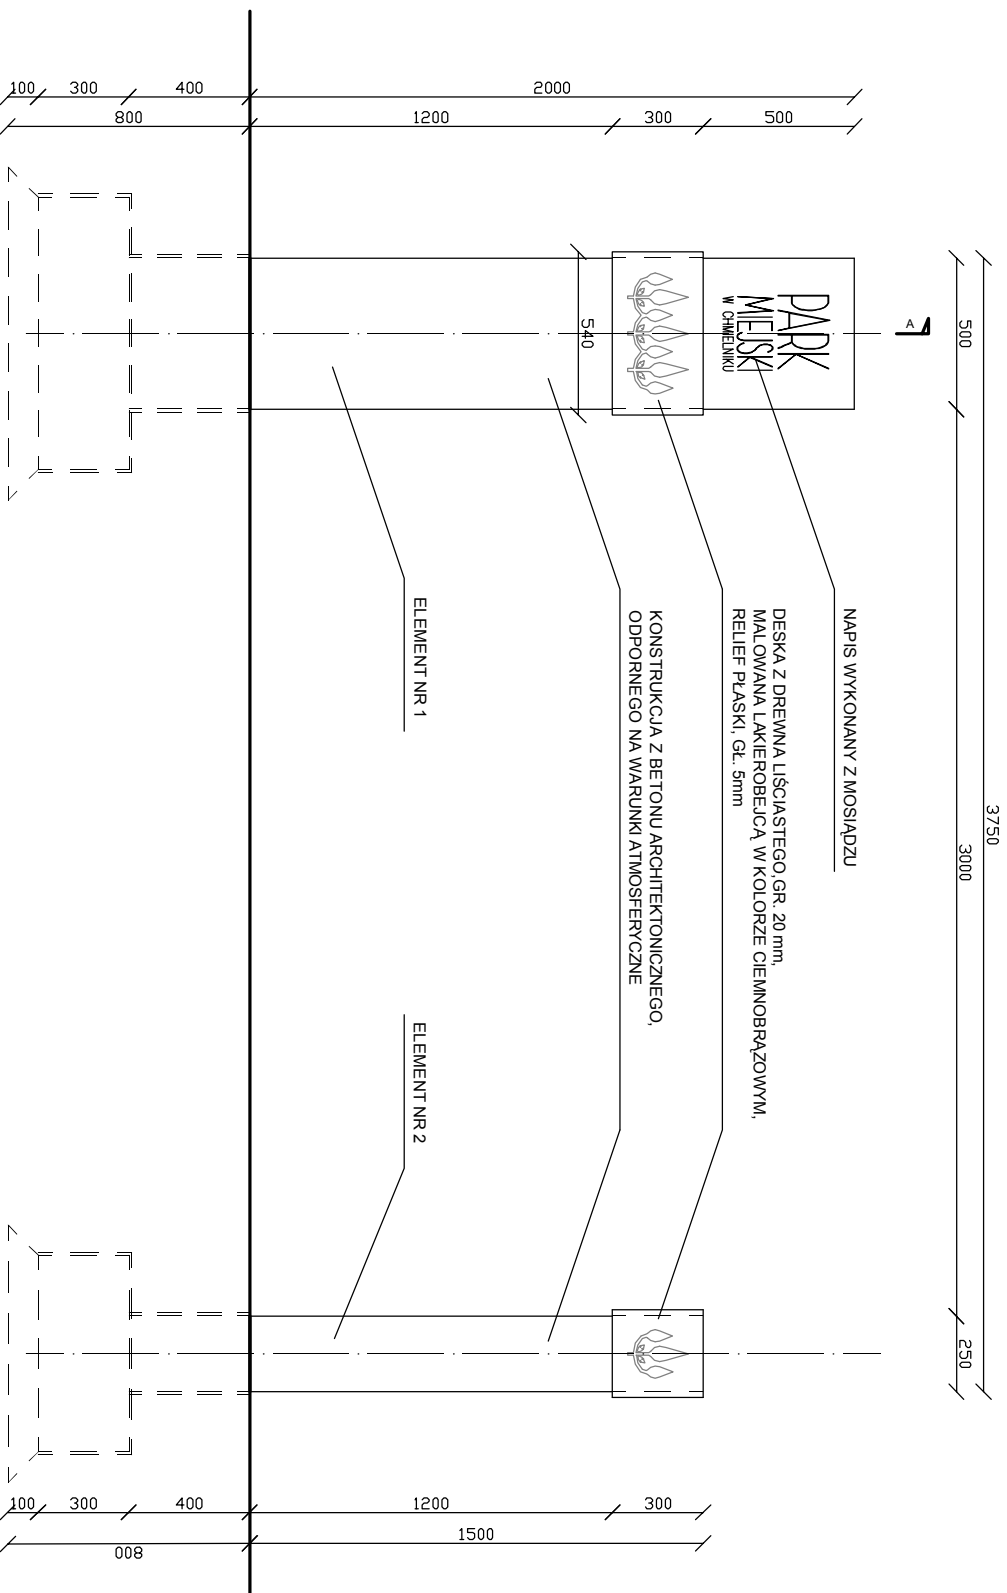 3750
500
3000
250
A
PARK
MIEJSKI
W CHMIELNIKU
NAPIS WYKONANY Z MOSIĄDZU
DESKA Z DREWNA LIŚCIASTEGO,GR. 20 mm,
MALOWANA LAKIEROBEJCĄ W KOLORZE CIEMNOBRĄZOWYM,
RELIEF PŁASKI, GŁ. 5mm
KONSTRUKCJA Z BETONU ARCHITEKTONICZNEGO,
ODPORNEGO NA WARUNKI ATMOSFERYCZNE
540
ELEMENT NR 1
ELEMENT NR 2
2000
400
300
100
500
300
1200
800
300
1200
400
300
100
1500
800